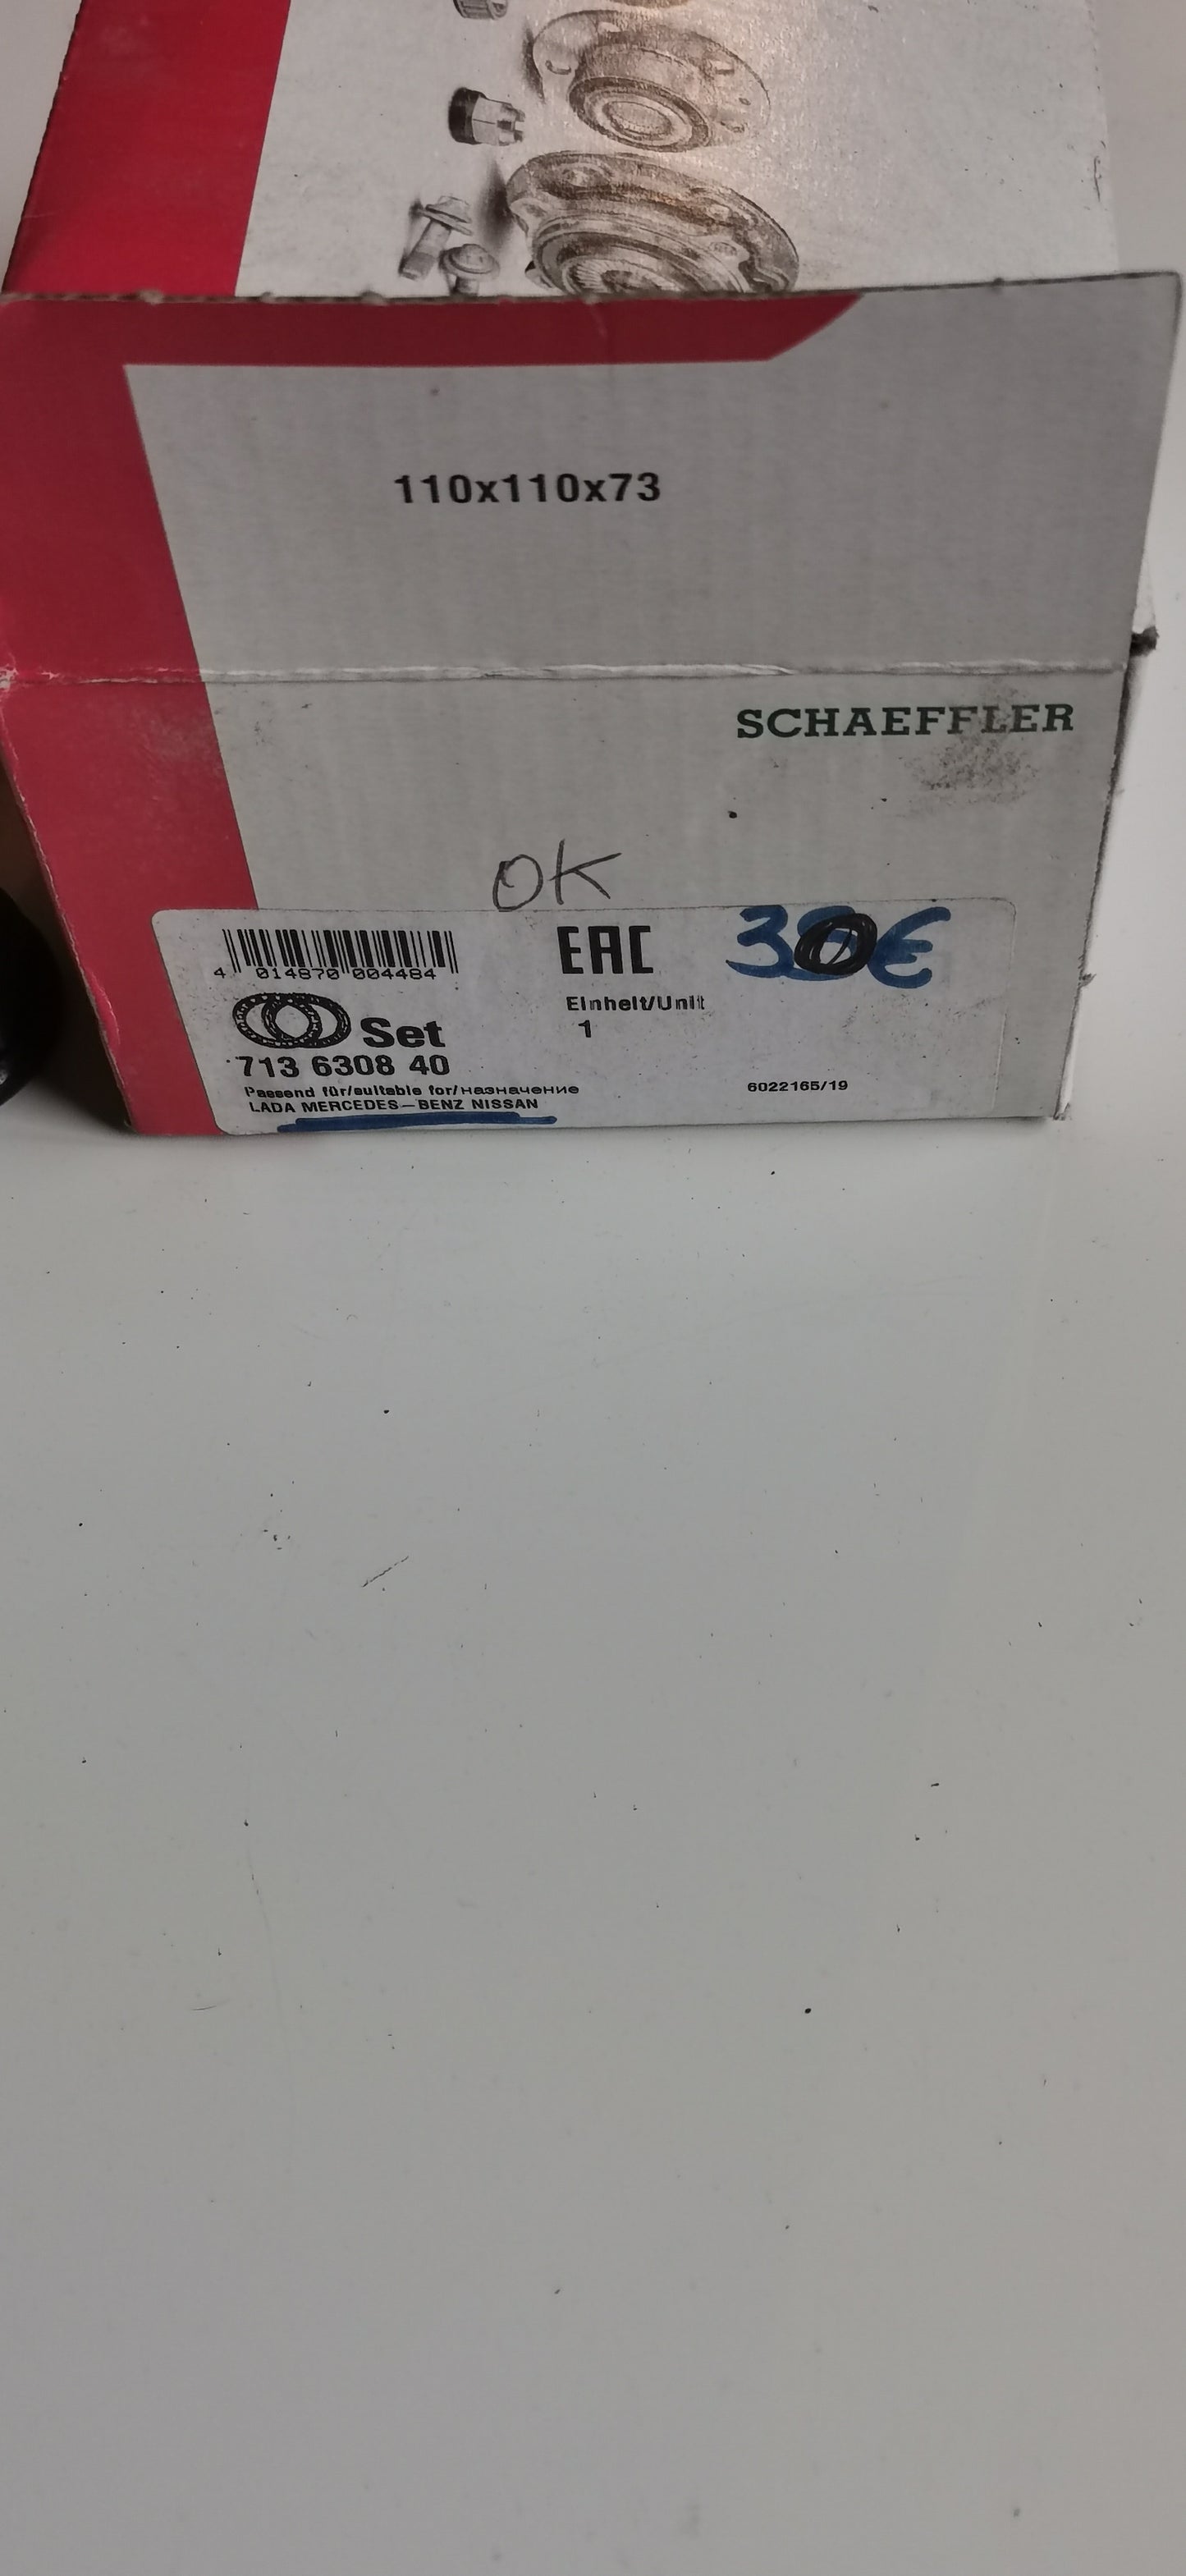 110x110x73
SCHAEFFLER
OK
EAC
30€
4 014870 004484
Einheit/Unit
1
Set
713 6308 40
Passend für/suitable for/назначение
6022165/19
LADA MERCEDES-BENZ NISSAN